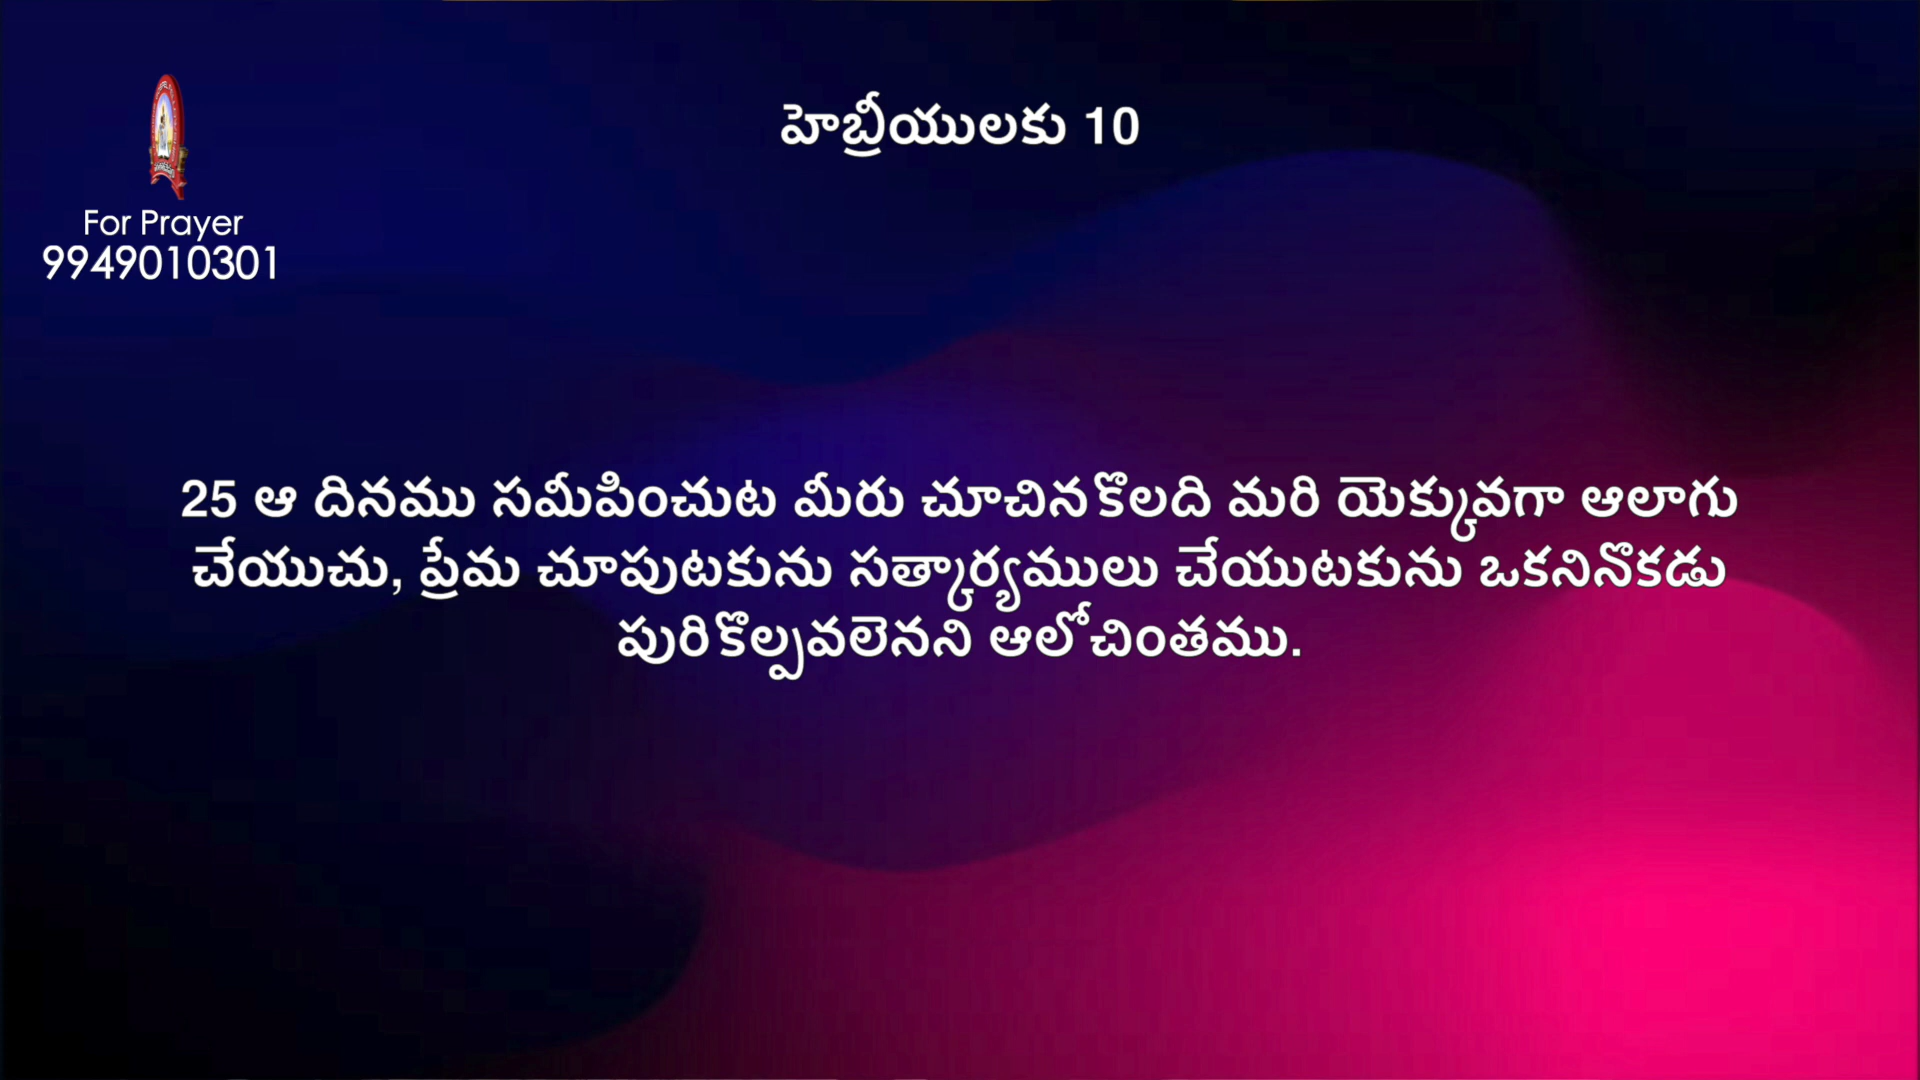 హెబ్రీయులకు 10
For Prayer
9949010301
25 ఆ దినము సమీపించుట మీరు చూచినకొలది మరి యెక్కువగా ఆలాగు
చేయుచు, ప్రేమ చూపుటకును సత్కార్యములు చేయుటకును ఒకనినొకడు
పురికొల్పవలెనని ఆలోచింతము.